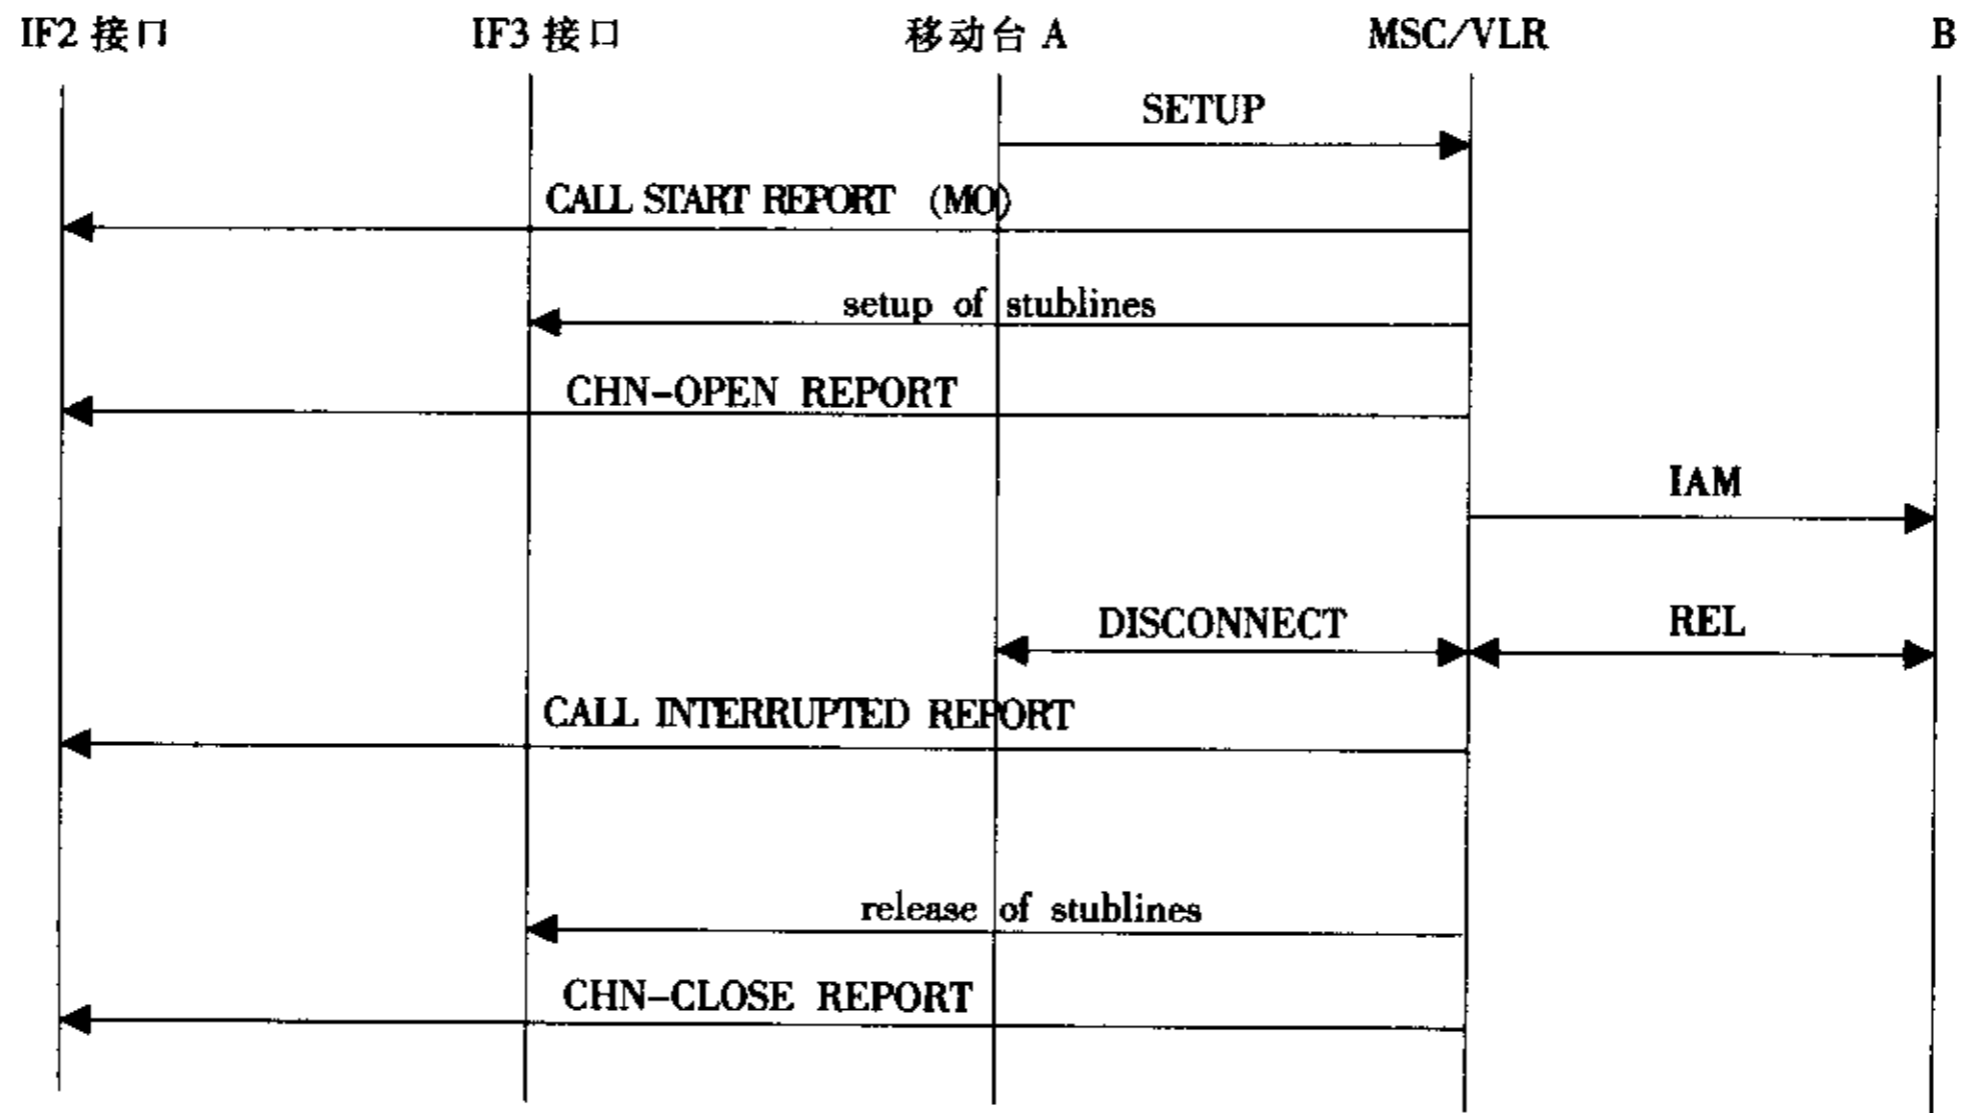 IF2 接口
IF3 接口
移动台 A
MSC/VLR
B
SETUP
CALL START REPORT (MO)
setup of stublines
CHN-OPEN REPORT
IAM
DISCONNECT
REL
CALL INTERRUPTED REPORT
release of stublines
CHN-CLOSE REPORT